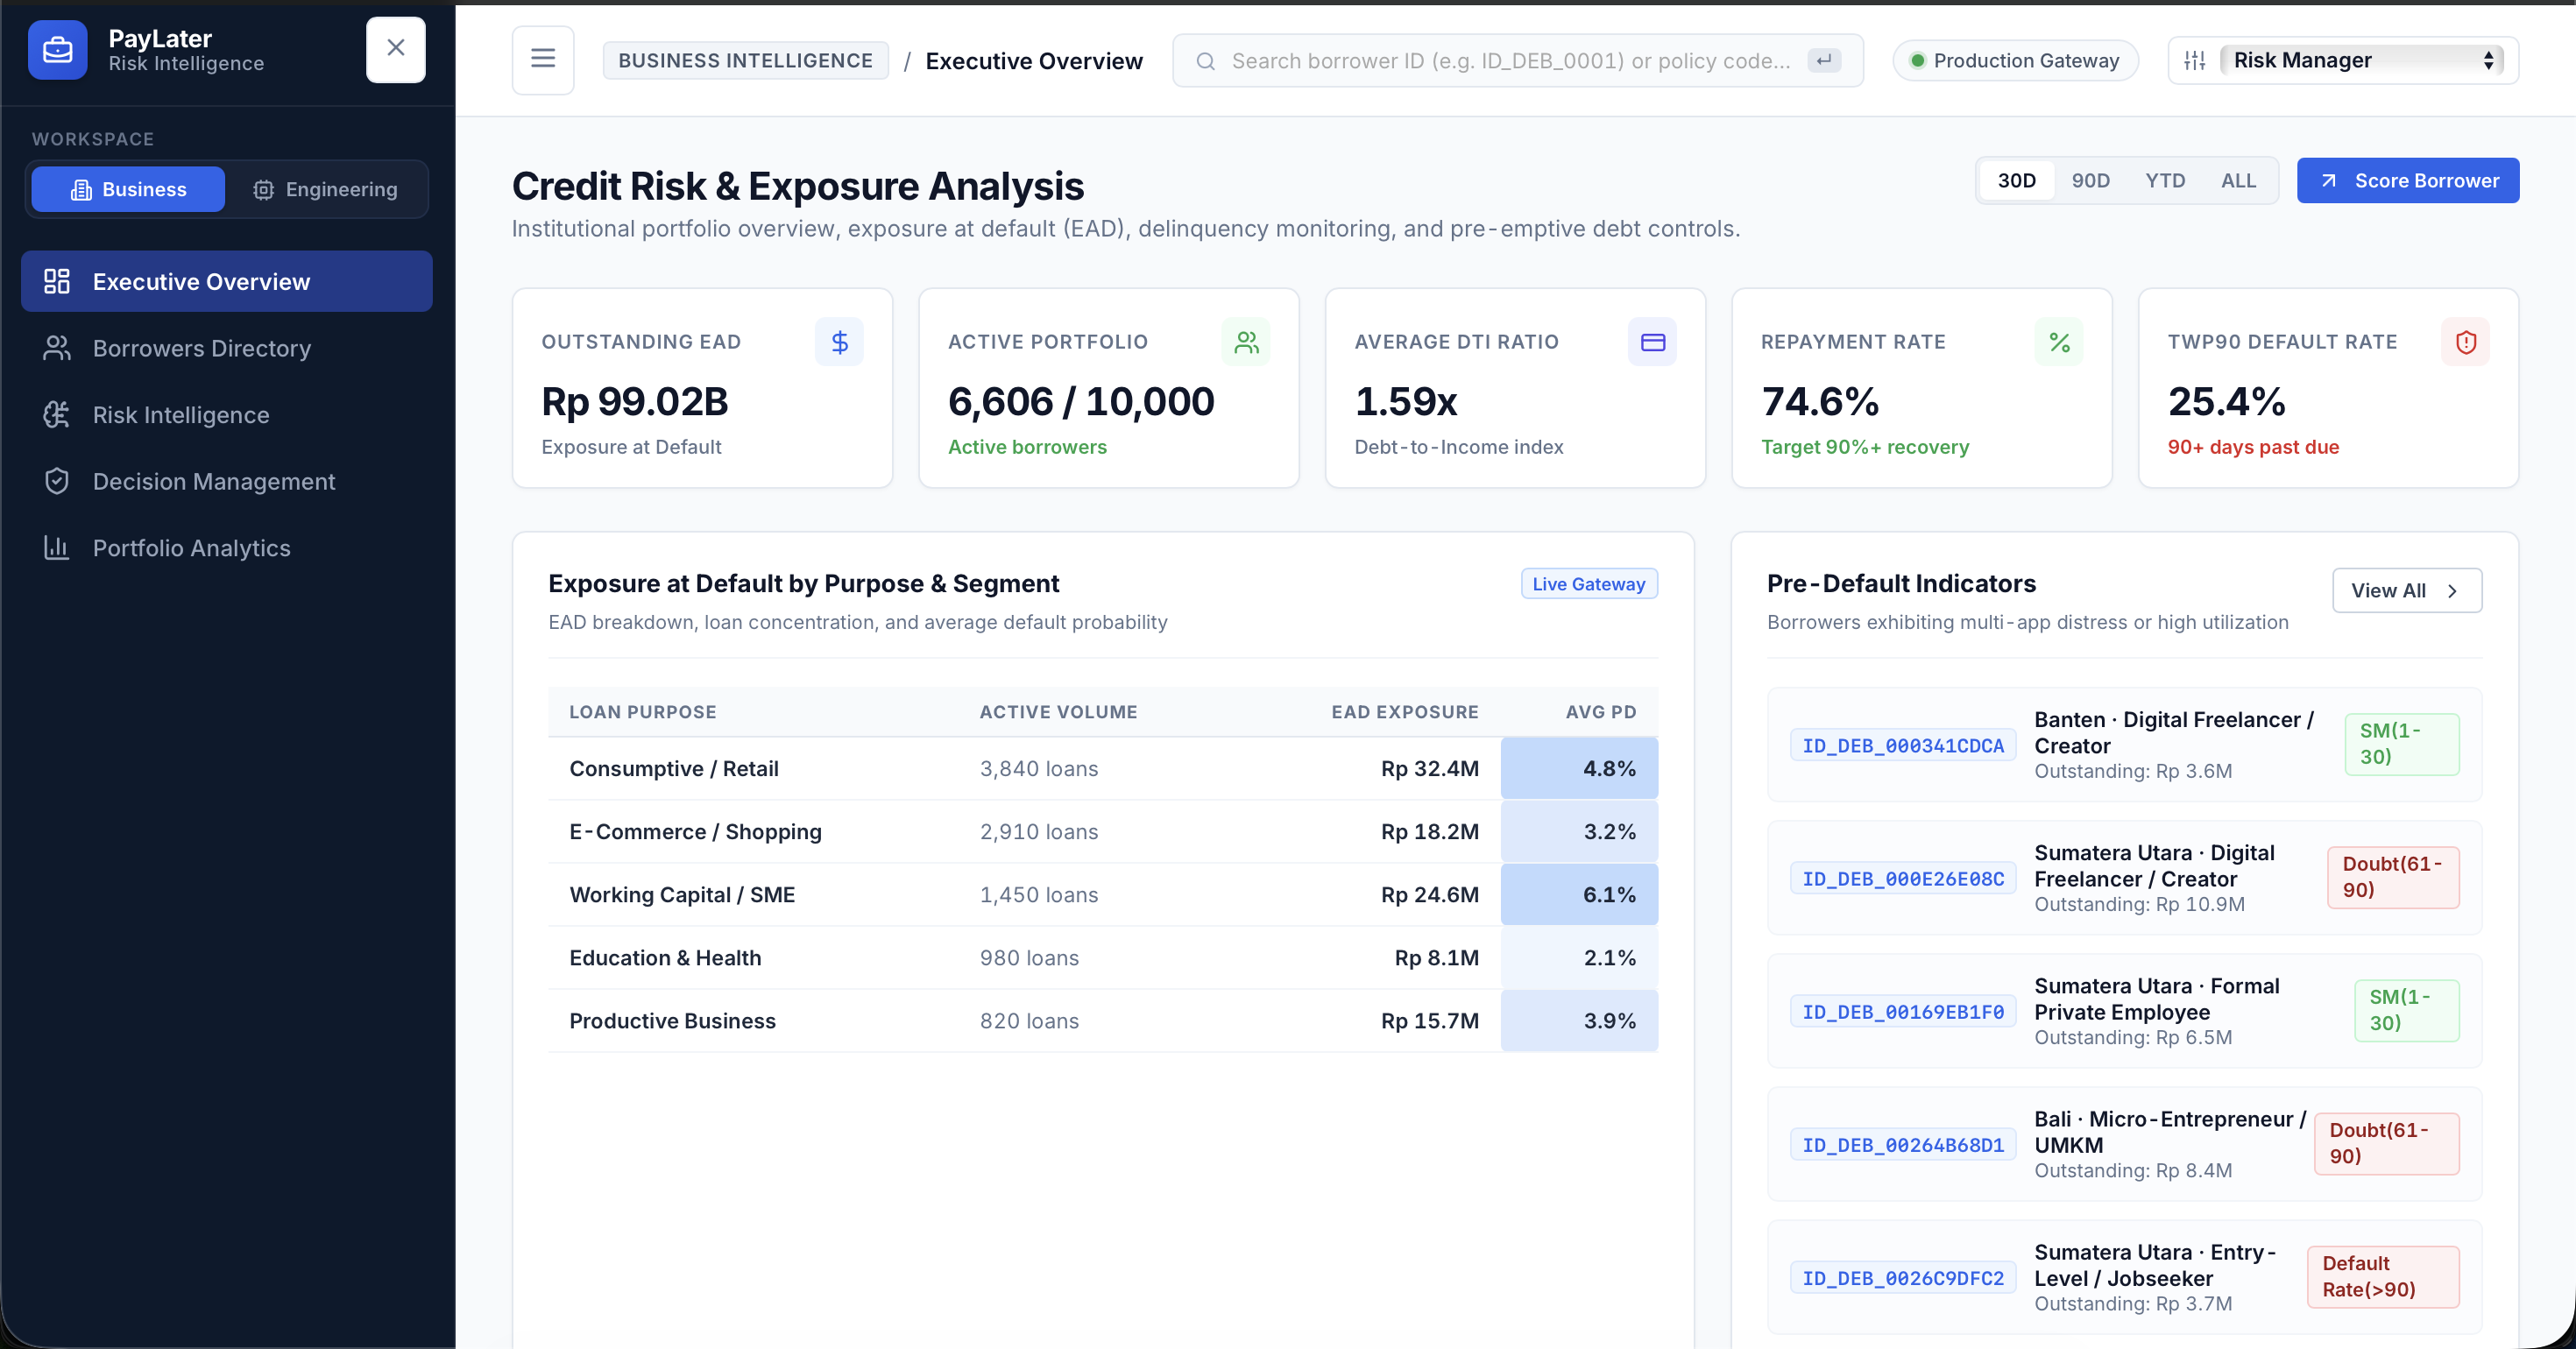 PayLater
Risk Intelligence
WORKSPACE
Business
Engineering
Executive Overview
Borrowers Directory
Risk Intelligence
Decision Management
Portfolio Analytics
BUSINESS INTELLIGENCE / Executive Overview
Search borrower ID (e.g. ID_DEB_0001) or policy code...
Production Gateway
Risk Manager
Credit Risk & Exposure Analysis
Institutional portfolio overview, exposure at default (EAD), delinquency monitoring, and pre-emptive debt controls.
30D 90D YTD ALL
Score Borrower
OUTSTANDING EAD
Rp 99.02B
Exposure at Default
ACTIVE PORTFOLIO
6,606 / 10,000
Active borrowers
AVERAGE DTI RATIO
1.59x
Debt-to-Income index
REPAYMENT RATE
74.6%
Target 90%+ recovery
TWP90 DEFAULT RATE
25.4%
90+ days past due
Exposure at Default by Purpose & Segment
EAD breakdown, loan concentration, and average default probability
Live Gateway
LOAN PURPOSE ACTIVE VOLUME EAD EXPOSURE AVG PD
Consumptive / Retail 3,840 loans Rp 32.4M 4.8%
E-Commerce / Shopping 2,910 loans Rp 18.2M 3.2%
Working Capital / SME 1,450 loans Rp 24.6M 6.1%
Education & Health 980 loans Rp 8.1M 2.1%
Productive Business 820 loans Rp 15.7M 3.9%
Pre-Default Indicators
Borrowers exhibiting multi-app distress or high utilization
View All
ID_DEB_000341CDCA
Banten · Digital Freelancer /
Creator
Outstanding: Rp 3.6M
SM(1-
30)
ID_DEB_000E26E08C
Sumatera Utara · Digital
Freelancer / Creator
Outstanding: Rp 10.9M
Doubt(61-
90)
ID_DEB_00169EB1F0
Sumatera Utara · Formal
Private Employee
Outstanding: Rp 6.5M
SM(1-
30)
ID_DEB_00264B68D1
Bali · Micro-Entrepreneur /
UMKM
Outstanding: Rp 8.4M
Doubt(61-
90)
ID_DEB_0026C9DFC2
Sumatera Utara · Entry-
Level / Jobseeker
Outstanding: Rp 3.7M
Default
Rate(>90)